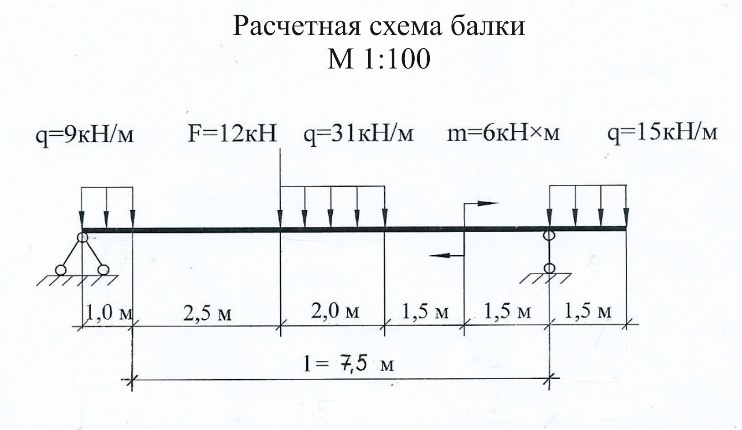 Расчетная схема балки
М 1:100
q=9кН/м F=12кН q=31кН/м m=6кН×м q=15кН/м
1,0 м 2,5 м 2,0 м 1,5 м 1,5 м 1,5 м
l = 7,5 м